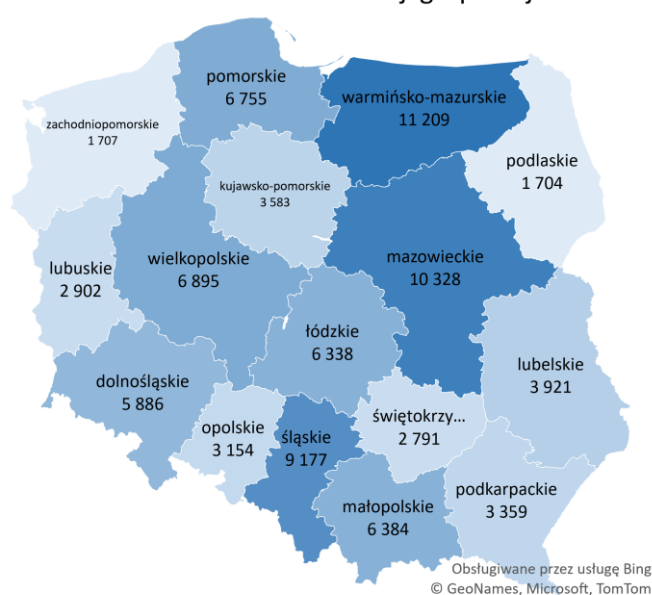 pomorskie
6 755
warmińsko-mazurskie
11 209
zachodniopomorskie
1 707
podlaskie
1 704
kujawsko-pomorskie
3 583
mazowieckie
10 328
wielkopolskie
6 895
lubuskie
2 902
łódzkie
6 338
lubelskie
3 921
dolnośląskie
5 886
świętokrzy...
2 791
opolskie
3 154
śląskie
9 177
podkarpackie
3 359
małopolskie
6 384
Obsługiwane przez usługę Bing
© GeoNames, Microsoft, TomTom